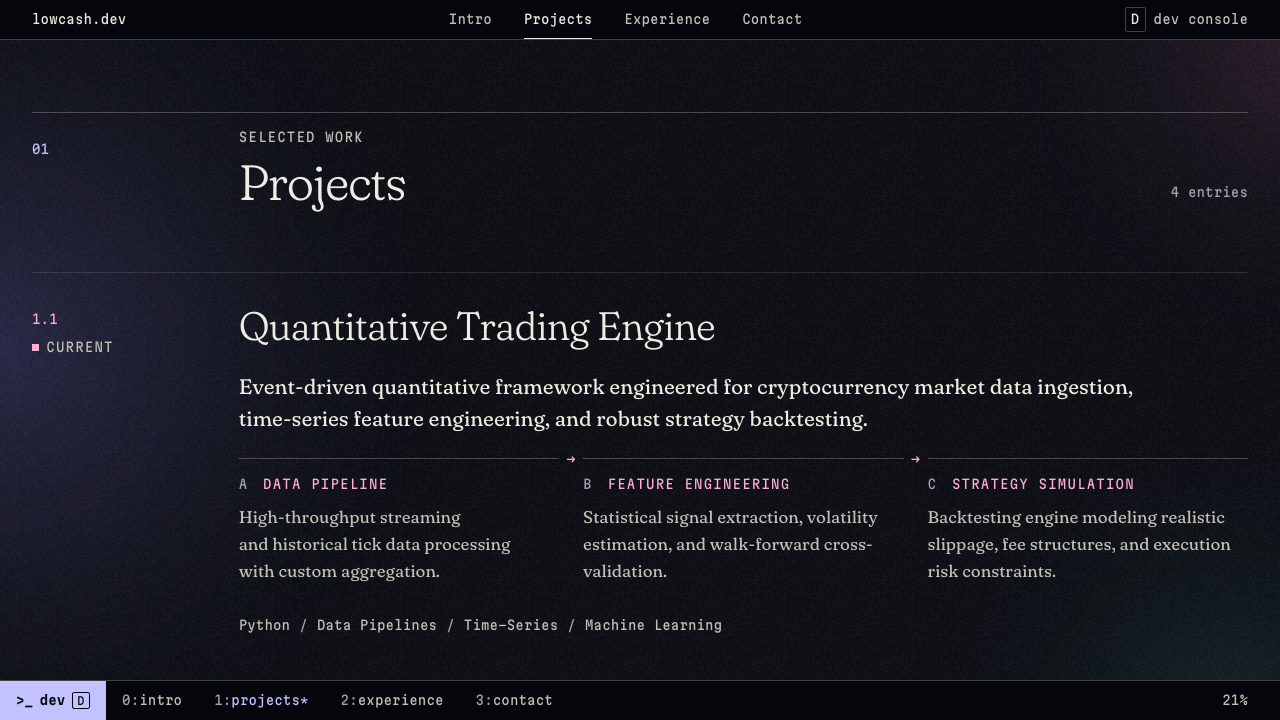 lowcash.dev
Intro Projects Experience Contact
D dev console
01
SELECTED WORK
Projects
4 entries
1.1
CURRENT
Quantitative Trading Engine
Event-driven quantitative framework engineered for cryptocurrency market data ingestion,
time-series feature engineering, and robust strategy backtesting.
→ →
A DATA PIPELINE
High-throughput streaming
and historical tick data processing
with custom aggregation.
B FEATURE ENGINEERING
Statistical signal extraction, volatility
estimation, and walk-forward cross-
validation.
C STRATEGY SIMULATION
Backtesting engine modeling realistic
slippage, fee structures, and execution
risk constraints.
Python / Data Pipelines / Time-Series / Machine Learning
>_ dev D 0:intro 1:projects* 2:experience 3:contact 21%